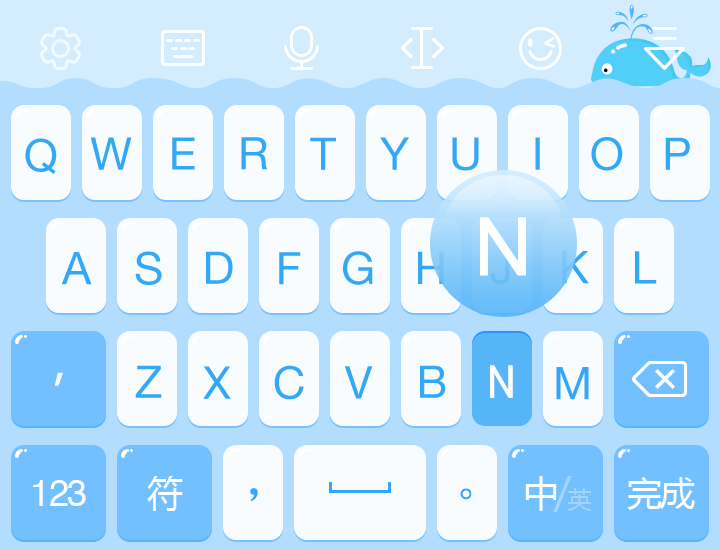 Q W E R T Y U I O P
A S D F G H J K L
N
' Z X C V B N M
123 符 , 。 中/英 完成